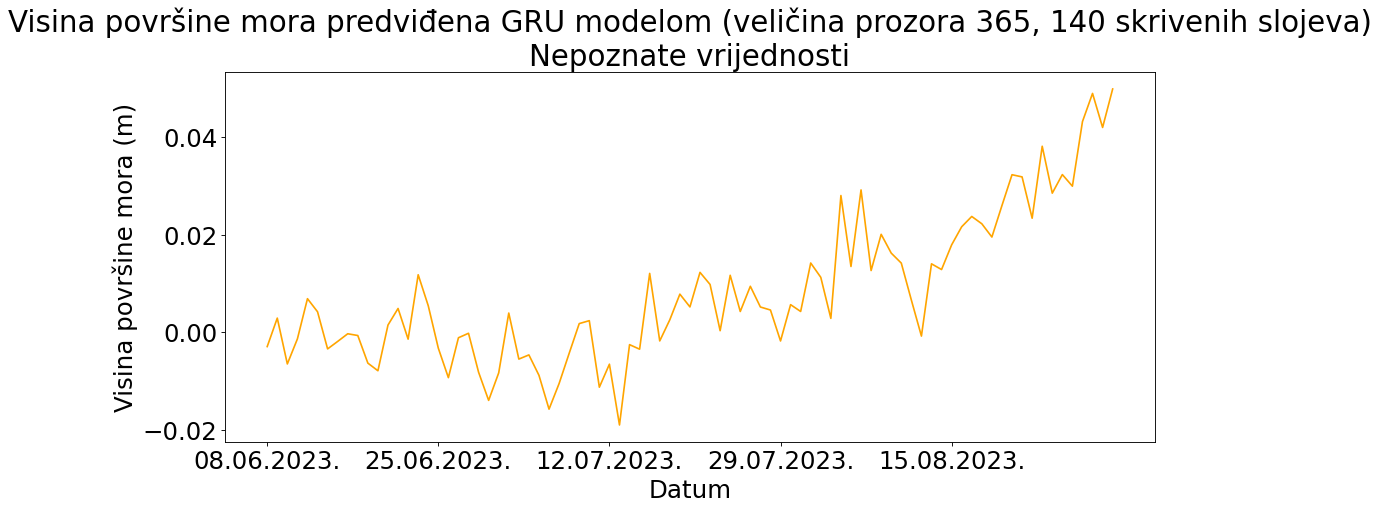 Visina površine mora predviđena GRU modelom (veličina prozora 365, 140 skrivenih slojeva)
Nepoznate vrijednosti
Visina površine mora (m)
0.04
0.02
0.00
−0.02
08.06.2023. 25.06.2023. 12.07.2023. 29.07.2023. 15.08.2023.
Datum